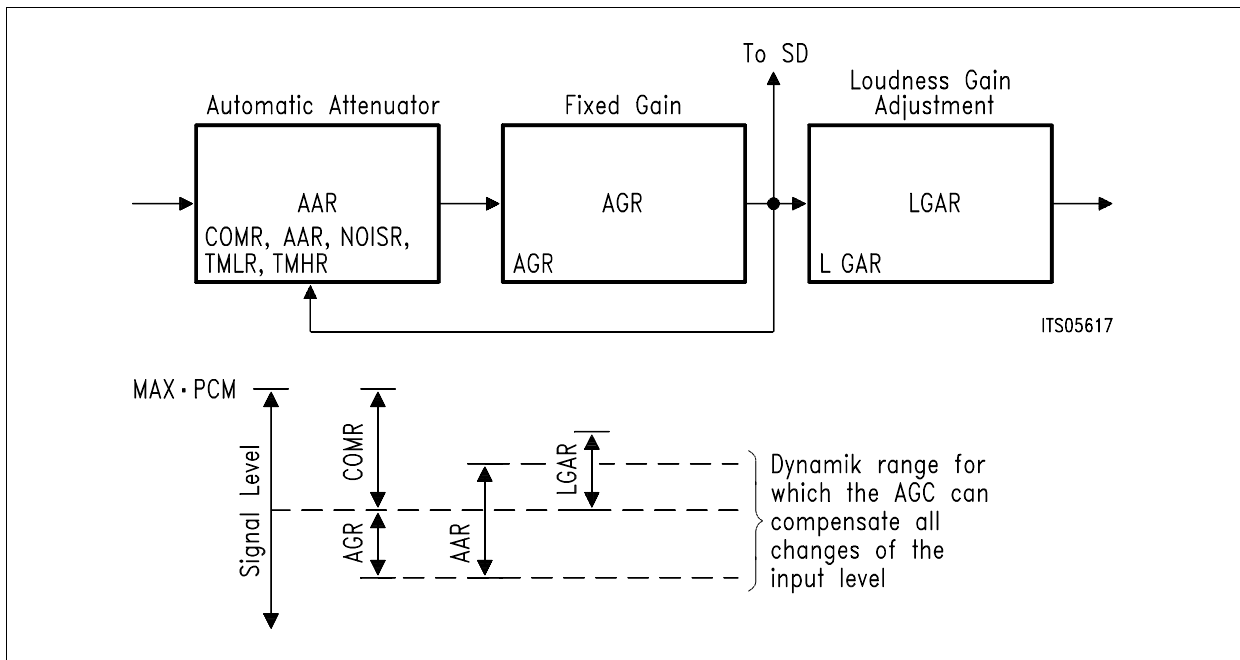 To SD
Automatic Attenuator
Fixed Gain
Loudness Gain
Adjustment
AAR
COMR, AAR, NOISR,
TMLR, TMHR
AGR
AGR
LGAR
L GAR
ITS05617
MAX·PCM
Signal Level
COMR
AGR
AAR
LGAR
Dynamik range for
which the AGC can
compensate all
changes of the
input level